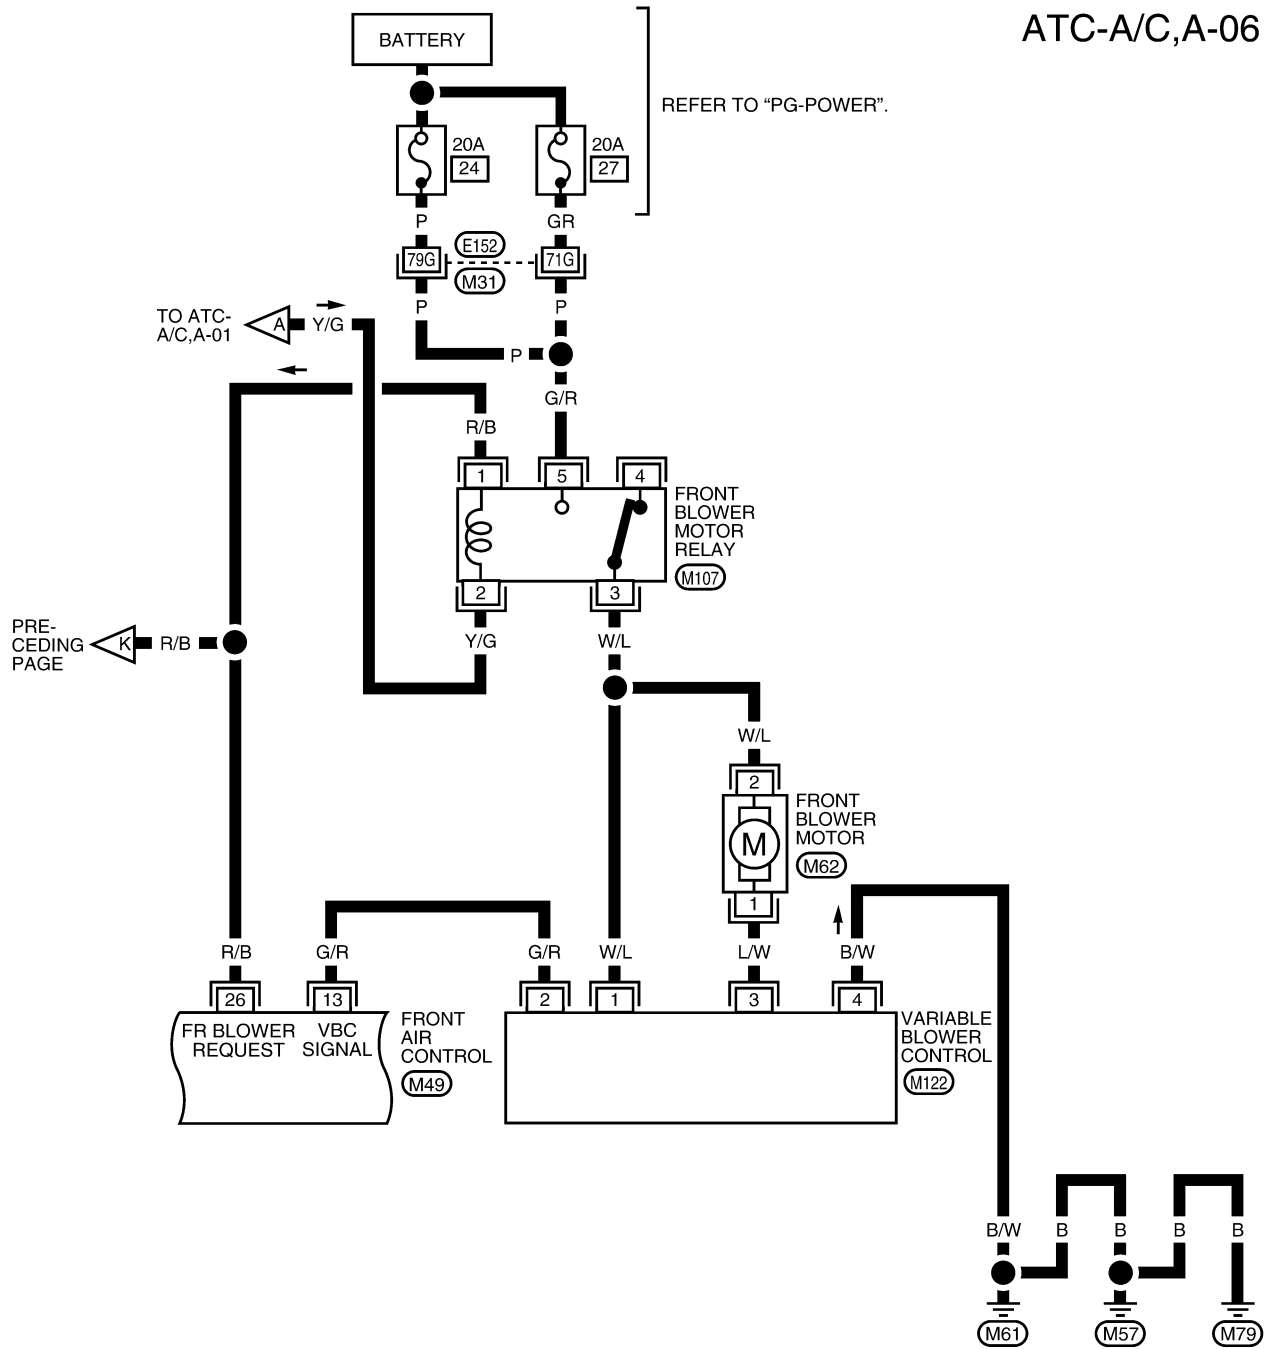 ATC-A/C,A-06
BATTERY
REFER TO “PG-POWER”.
20A
24
20A
27
P
GR
79G
E152
M31
71G
P
P
TO ATC-
A/C,A-01
A
Y/G
P
G/R
R/B
1
5
4
FRONT
BLOWER
MOTOR
RELAY
M107
2
3
PRE-
CEDING
PAGE
K
R/B
Y/G
W/L
W/L
2
FRONT
BLOWER
MOTOR
M62
M
1
R/B
G/R
G/R
W/L
L/W
B/W
26
13
2
1
3
4
FR BLOWER
REQUEST
VBC
SIGNAL
FRONT
AIR
CONTROL
M49
VARIABLE
BLOWER
CONTROL
M122
B/W
B
B
B
B
M61
M57
M79